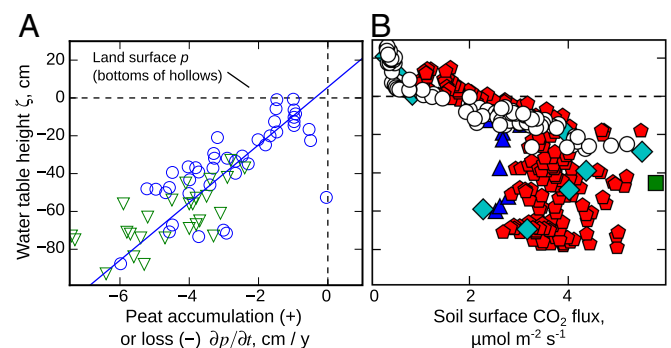 A
B
20
0
−20
−40
−60
−80
Water table height ζ, cm
Land surface p
(bottoms of hollows)
−6
−4
−2
0
Peat accumulation (+)
or loss (−) ∂p/∂t, cm / y
0
2
4
Soil surface CO₂ flux,
μmol m⁻² s⁻¹